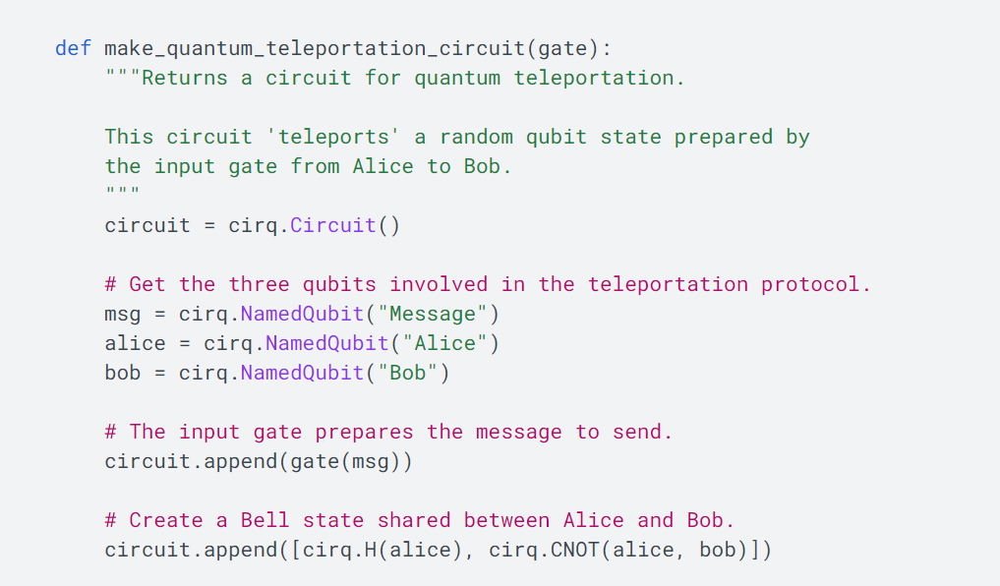 def make_quantum_teleportation_circuit(gate):
    """Returns a circuit for quantum teleportation.

    This circuit 'teleports' a random qubit state prepared by
    the input gate from Alice to Bob.
    """
    circuit = cirq.Circuit()

    # Get the three qubits involved in the teleportation protocol.
    msg = cirq.NamedQubit("Message")
    alice = cirq.NamedQubit("Alice")
    bob = cirq.NamedQubit("Bob")

    # The input gate prepares the message to send.
    circuit.append(gate(msg))

    # Create a Bell state shared between Alice and Bob.
    circuit.append([cirq.H(alice), cirq.CNOT(alice, bob)])